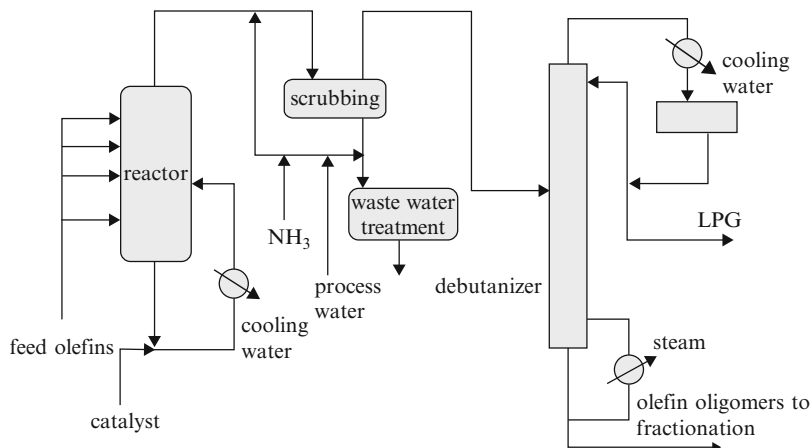 scrubbing
cooling
water
reactor
waste water
treatment
NH₃
process
water
LPG
debutanizer
feed olefins
cooling
water
steam
catalyst
olefin oligomers to
fractionation